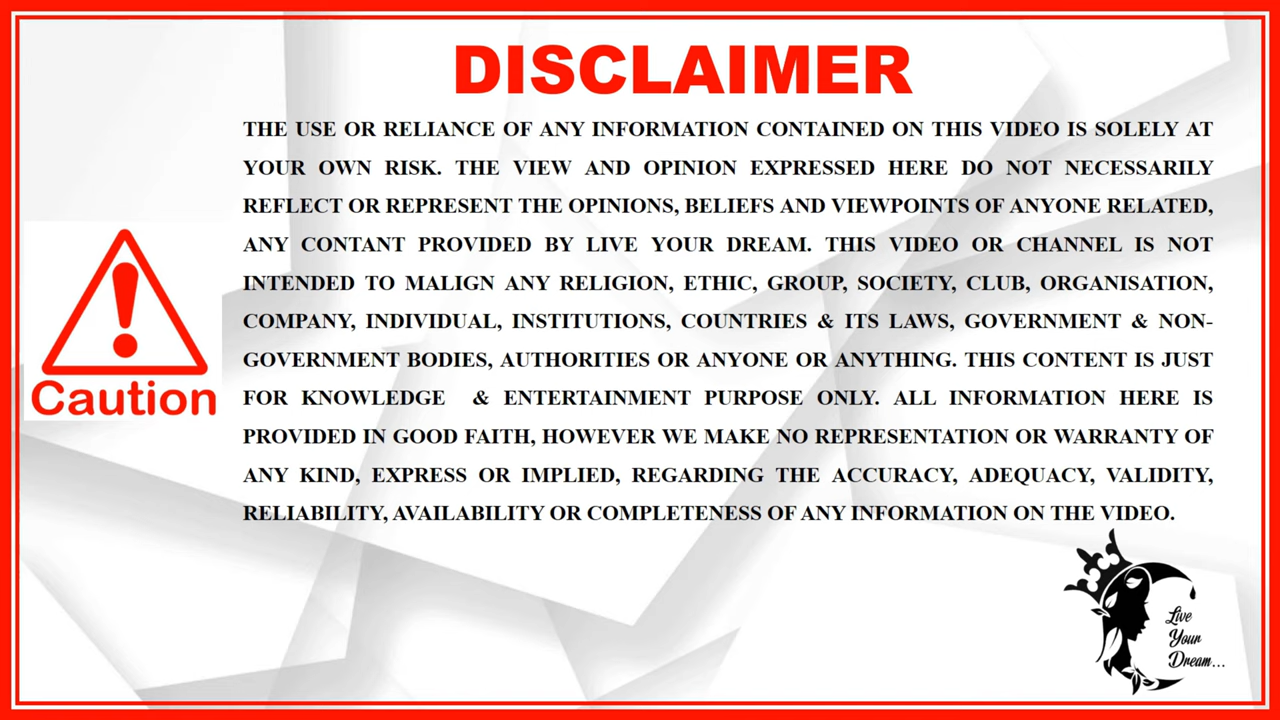 DISCLAIMER
THE USE OR RELIANCE OF ANY INFORMATION CONTAINED ON THIS VIDEO IS SOLELY AT
YOUR OWN RISK. THE VIEW AND OPINION EXPRESSED HERE DO NOT NECESSARILY
REFLECT OR REPRESENT THE OPINIONS, BELIEFS AND VIEWPOINTS OF ANYONE RELATED,
ANY CONTANT PROVIDED BY LIVE YOUR DREAM. THIS VIDEO OR CHANNEL IS NOT
INTENDED TO MALIGN ANY RELIGION, ETHIC, GROUP, SOCIETY, CLUB, ORGANISATION,
COMPANY, INDIVIDUAL, INSTITUTIONS, COUNTRIES & ITS LAWS, GOVERNMENT & NON-
GOVERNMENT BODIES, AUTHORITIES OR ANYONE OR ANYTHING. THIS CONTENT IS JUST
FOR KNOWLEDGE & ENTERTAINMENT PURPOSE ONLY. ALL INFORMATION HERE IS
PROVIDED IN GOOD FAITH, HOWEVER WE MAKE NO REPRESENTATION OR WARRANTY OF
ANY KIND, EXPRESS OR IMPLIED, REGARDING THE ACCURACY, ADEQUACY, VALIDITY,
RELIABILITY, AVAILABILITY OR COMPLETENESS OF ANY INFORMATION ON THE VIDEO.
Caution
Live
Your
Dream...